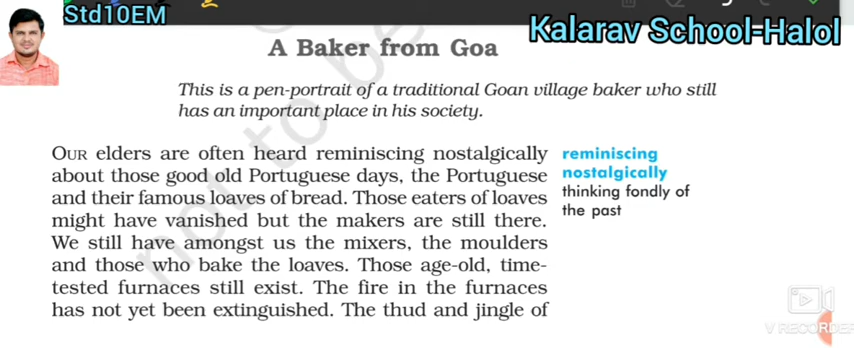 Std10EM
Kalarav School-Halol
A Baker from Goa
This is a pen-portrait of a traditional Goan village baker who still
has an important place in his society.
OUR elders are often heard reminiscing nostalgically
about those good old Portuguese days, the Portuguese
and their famous loaves of bread. Those eaters of loaves
might have vanished but the makers are still there.
We still have amongst us the mixers, the moulders
and those who bake the loaves. Those age-old, time-
tested furnaces still exist. The fire in the furnaces
has not yet been extinguished. The thud and jingle of
reminiscing
nostalgically
thinking fondly of
the past
not to be
V RECORDER